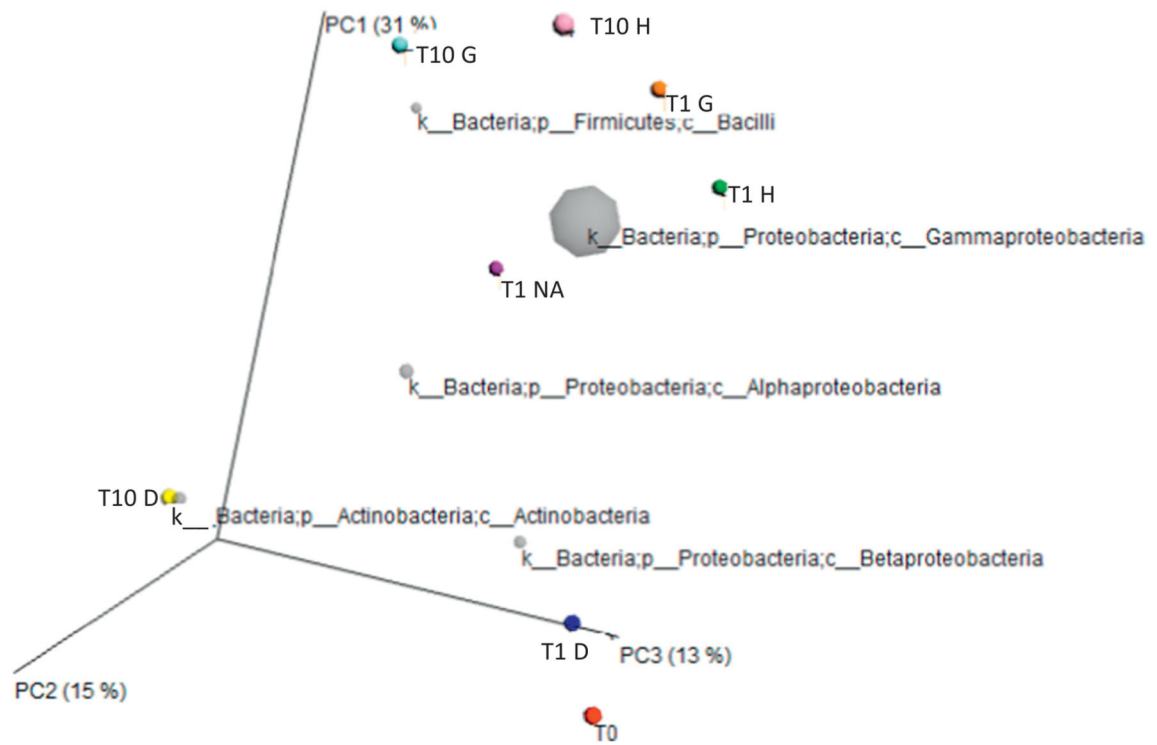 PC1 (31 %)
T10 H
T10 G
T1 G
k__Bacteria;p__Firmicutes;c__Bacilli
T1 H
k__Bacteria;p__Proteobacteria;c__Gammaproteobacteria
T1 NA
k__Bacteria;p__Proteobacteria;c__Alphaproteobacteria
T10 D
k__Bacteria;p__Actinobacteria;c__Actinobacteria
k__Bacteria;p__Proteobacteria;c__Betaproteobacteria
T1 D
PC3 (13 %)
PC2 (15 %)
T0